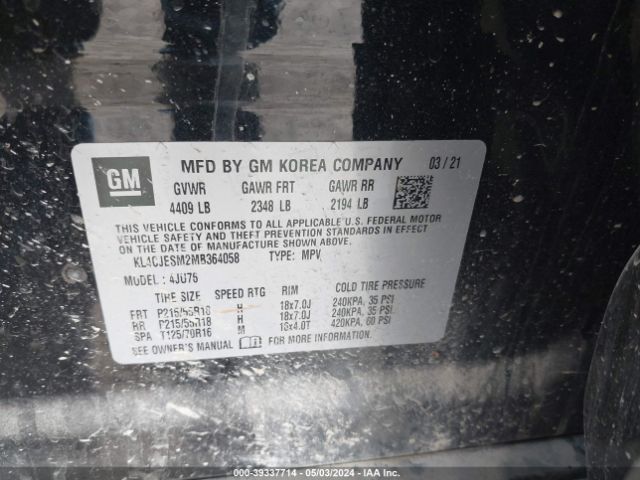 GM
MFD BY GM KOREA COMPANY 03/21
GVWR GAWR FRT GAWR RR
4409 LB 2348 LB 2194 LB
THIS VEHICLE CONFORMS TO ALL APPLICABLE U.S. FEDERAL MOTOR
VEHICLE SAFETY AND THEFT PREVENTION STANDARDS IN EFFECT ON
THE DATE OF MANUFACTURE SHOWN ABOVE.
KL4CJESM2MB364058 TYPE: MPV
MODEL: 4JU76
TIRE SIZE SPEED RTG RIM COLD TIRE PRESSURE
FRT P215/55R18 H 18x7.0J 240KPA, 35 PSI
RR P215/55R18 H 18x7.0J 240KPA, 35 PSI
SPA T125/70R16 M 16x4.0T 420KPA, 60 PSI
SEE OWNER'S MANUAL FOR MORE INFORMATION.
000-39337714 - 05/03/2024 - IAA Inc.